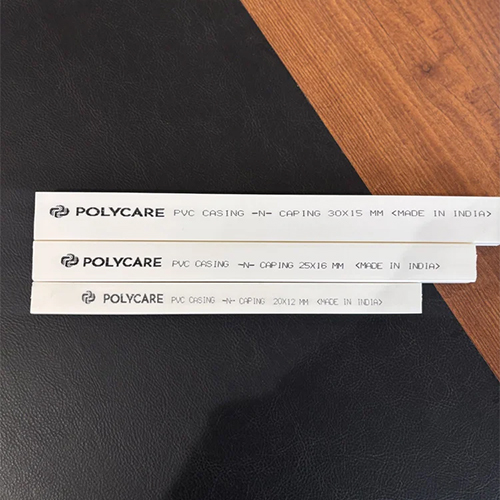 POLYCARE PVC CASING -N- CAPING 30X15 MM <MADE IN INDIA>
POLYCARE PVC CASING -N- CAPING 25X16 MM <MADE IN INDIA>
POLYCARE PVC CASING -N- CAPING 20X12 MM <MADE IN INDIA>